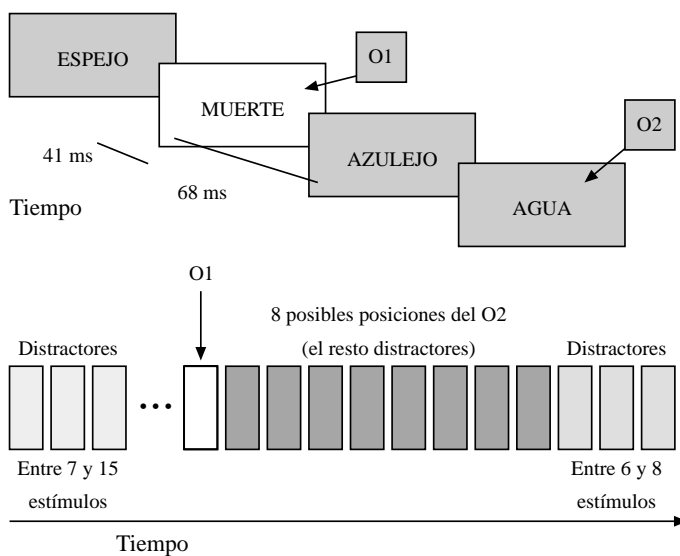 ESPEJO
O1
MUERTE
O2
AZULEJO
41 ms
68 ms
AGUA
Tiempo
O1
8 posibles posiciones del O2
Distractores
(el resto distractores)
Distractores
...
Entre 7 y 15
estímulos
Entre 6 y 8
estímulos
Tiempo